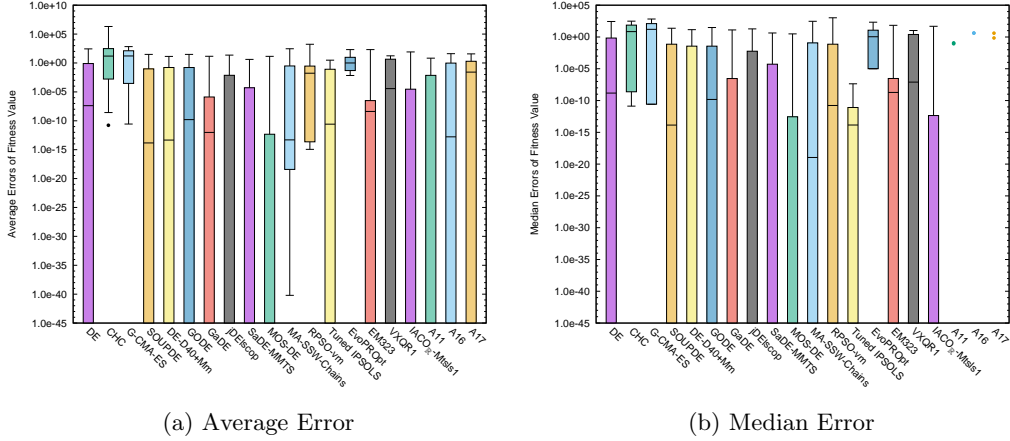 1.0e+10
1.0e+05
1.0e+00
1.0e-05
1.0e-10
1.0e-15
1.0e-20
1.0e-25
1.0e-30
1.0e-35
1.0e-40
1.0e-45
Average Errors of Fitness Value
DE
CHC
G-CMA-ES
SOUPDE
DE-D40+Mm
GODE
GaDE
jDElscop
SaDE-MMTS
MOS-DE
MA-SSW-Chains
RPSO-vm
Tuned IPSOLS
EvoPROpt
EM323
VXQR1
IACOR-Mtsls1
A11
A16
A17
(a) Average Error
1.0e+05
1.0e+00
1.0e-05
1.0e-10
1.0e-15
1.0e-20
1.0e-25
1.0e-30
1.0e-35
1.0e-40
1.0e-45
Median Errors of Fitness Value
DE
CHC
G-CMA-ES
SOUPDE
DE-D40+Mm
GODE
GaDE
jDElscop
SaDE-MMTS
MOS-DE
MA-SSW-Chains
RPSO-vm
Tuned IPSOLS
EvoPROpt
EM323
VXQR1
IACOR-Mtsls1
A11
A16
A17
(b) Median Error